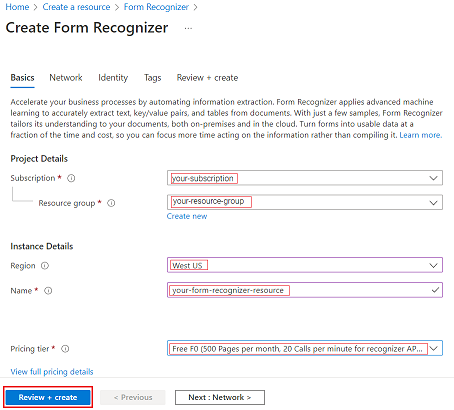 Home > Create a resource > Form Recognizer >
Create Form Recognizer ...
Basics Network Identity Tags Review + create
Accelerate your business processes by automating information extraction. Form Recognizer applies advanced machine
learning to accurately extract text, key/value pairs, and tables from documents. With just a few samples, Form Recognizer
tailors its understanding to your documents, both on-premises and in the cloud. Turn forms into usable data at a
fraction of the time and cost, so you can focus more time acting on the information rather than compiling it. Learn more.
Project Details
Subscription * your-subscription
Resource group * your-resource-group
Create new
Instance Details
Region West US
Name * your-form-recognizer-resource
Pricing tier * Free F0 (500 Pages per month, 20 Calls per minute for recognizer AP...
View full pricing details
Review + create < Previous Next : Network >